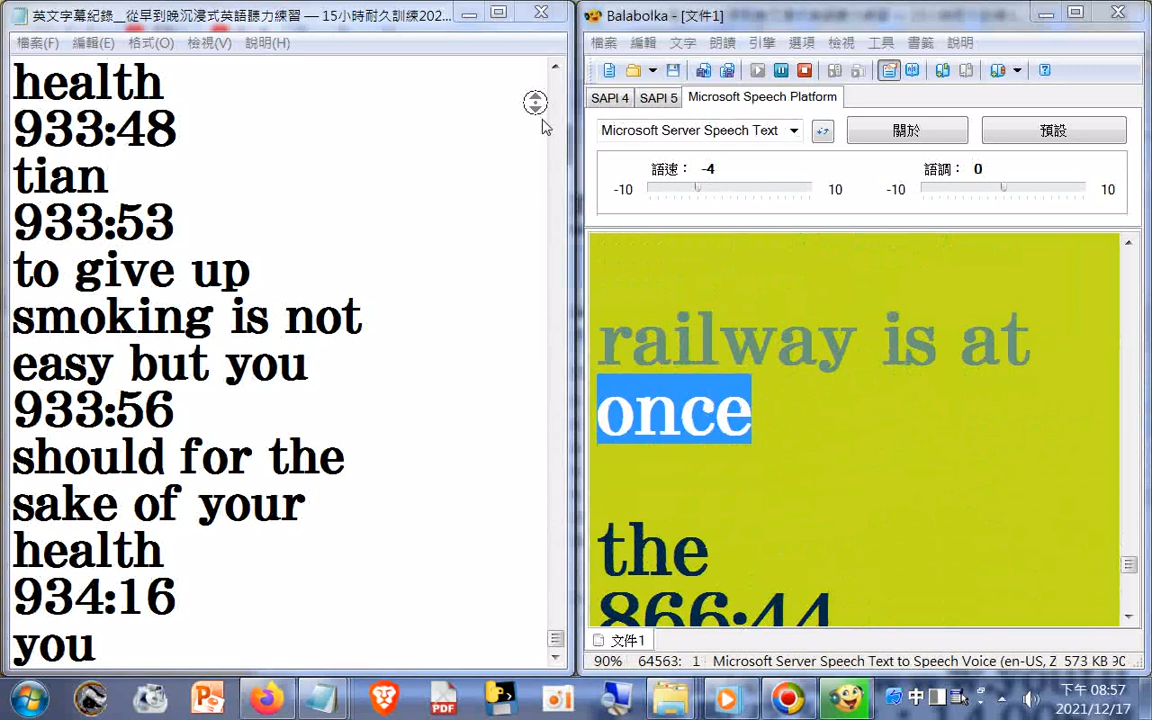 英文字幕紀錄__從早到晚沉浸式英語聽力練習 — 15小時耐久訓練202...
檔案(F) 編輯(E) 格式(O) 檢視(V) 說明(H)
health
933:48
tian
933:53
to give up
smoking is not
easy but you
933:56
should for the
sake of your
health
934:16
you
Balabolka - [文件1]
檔案 編輯 文字 朗讀 引擎 選項 檢視 工具 書籤 說明
SAPI 4 SAPI 5 Microsoft Speech Platform
Microsoft Server Speech Text 關於 預設
語速： -4 語調： 0
-10 10 -10 10
railway is at
once
the
866:44
文件1
90% 64563: 1 Microsoft Server Speech Text to Speech Voice (en-US, Z 573 KB
PDF
中
下午 08:57
2021/12/17